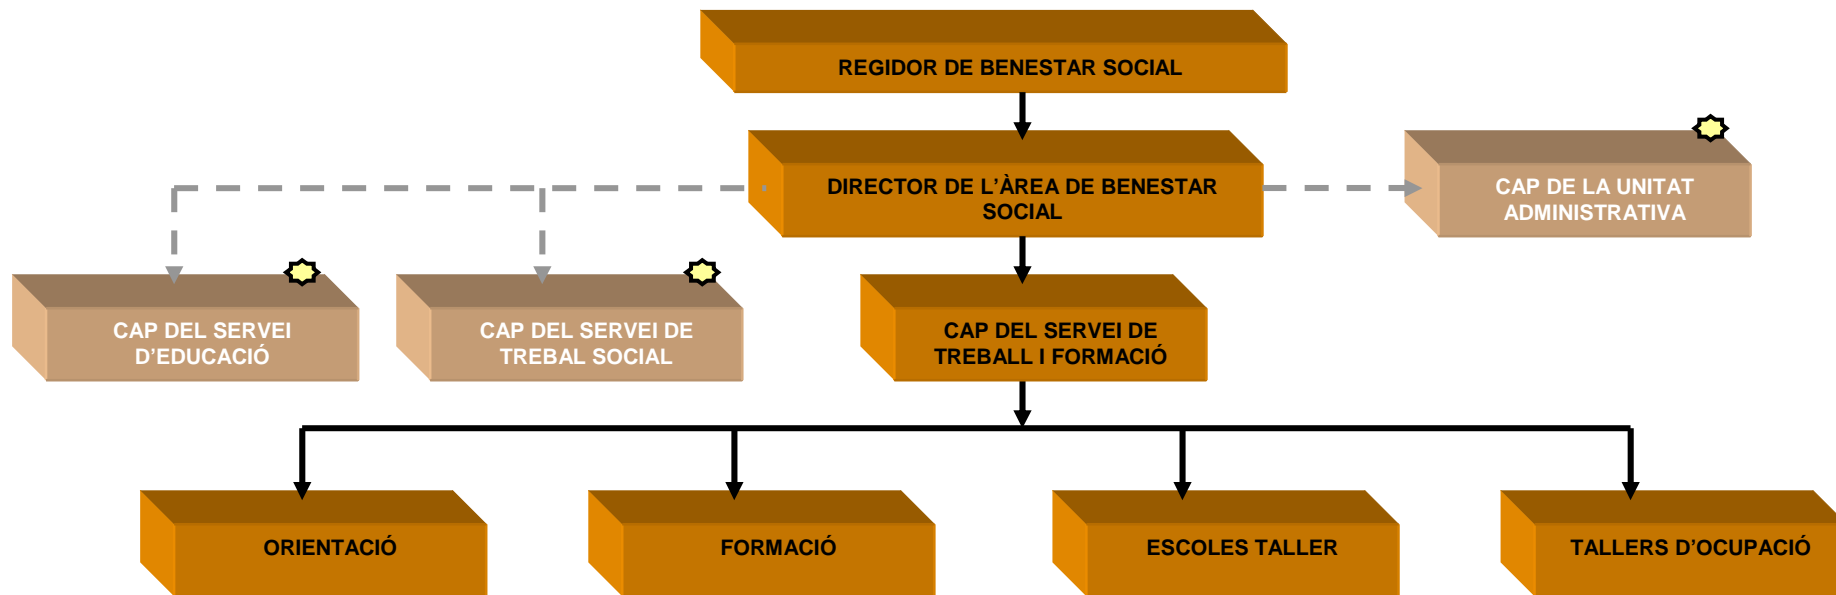 REGIDOR DE BENESTAR SOCIAL
DIRECTOR DE L’ÀREA DE BENESTAR
SOCIAL
CAP DE LA UNITAT
ADMINISTRATIVA
CAP DEL SERVEI
D’EDUCACIÓ
CAP DEL SERVEI DE
TREBAL SOCIAL
CAP DEL SERVEI DE
TREBALL I FORMACIÓ
ORIENTACIÓ
FORMACIÓ
ESCOLES TALLER
TALLERS D’OCUPACIÓ